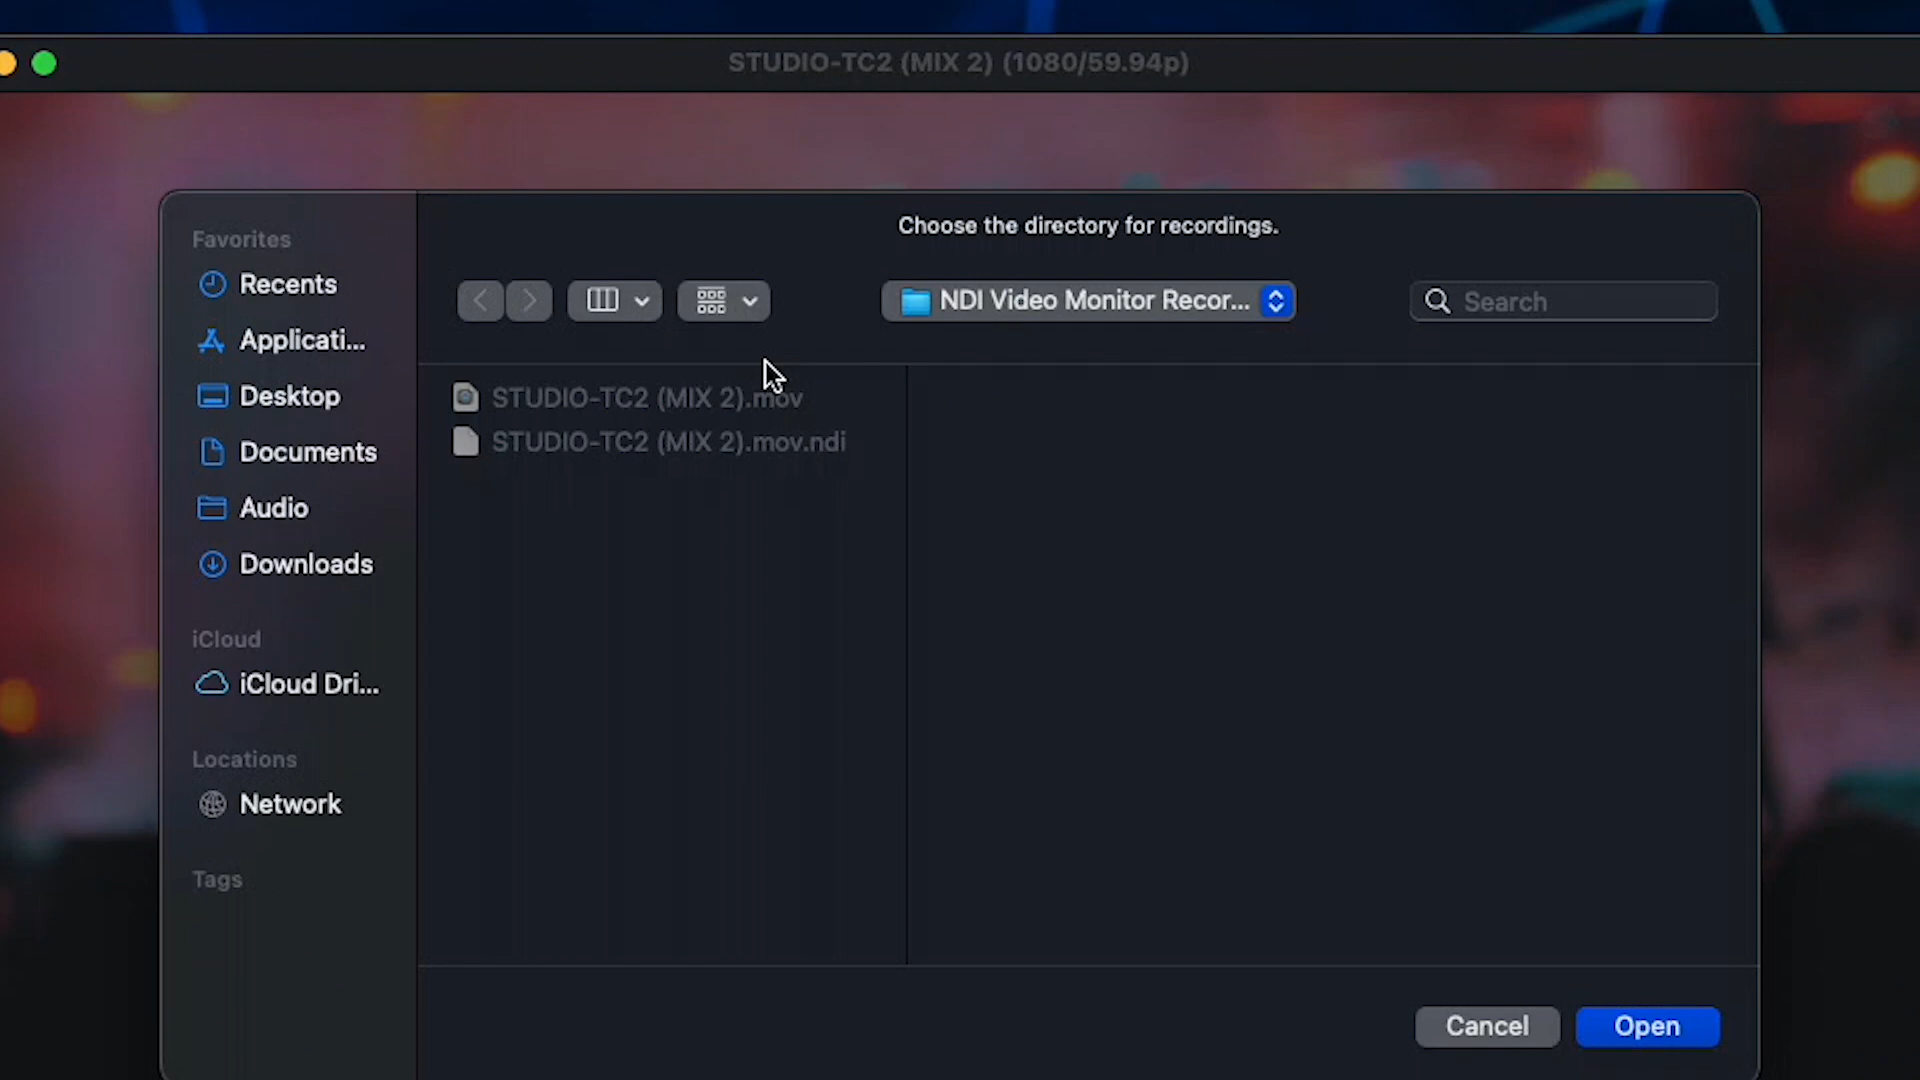 STUDIO-TC2 (MIX 2) (1080/59.94p)
Choose the directory for recordings.
NDI Video Monitor Recor...
Search
Favorites
Recents
Applicati...
Desktop
Documents
Audio
Downloads
iCloud
iCloud Dri...
Locations
Network
Tags
STUDIO-TC2 (MIX 2).mov
STUDIO-TC2 (MIX 2).mov.ndi
Cancel
Open